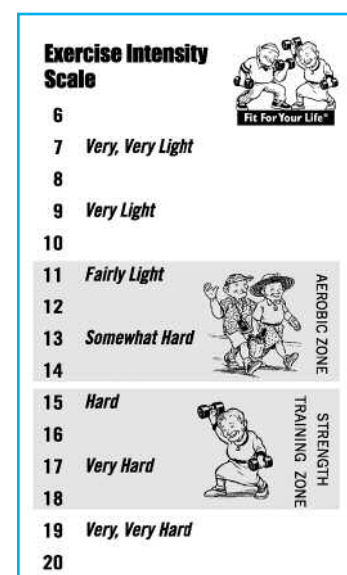 Exercise Intensity
Scale
Fit For Your Life®
6
7 Very, Very Light
8
9 Very Light
10
11 Fairly Light
12
13 Somewhat Hard
14
AEROBIC ZONE
15 Hard
16
17 Very Hard
18
STRENGTH
TRAINING ZONE
19 Very, Very Hard
20